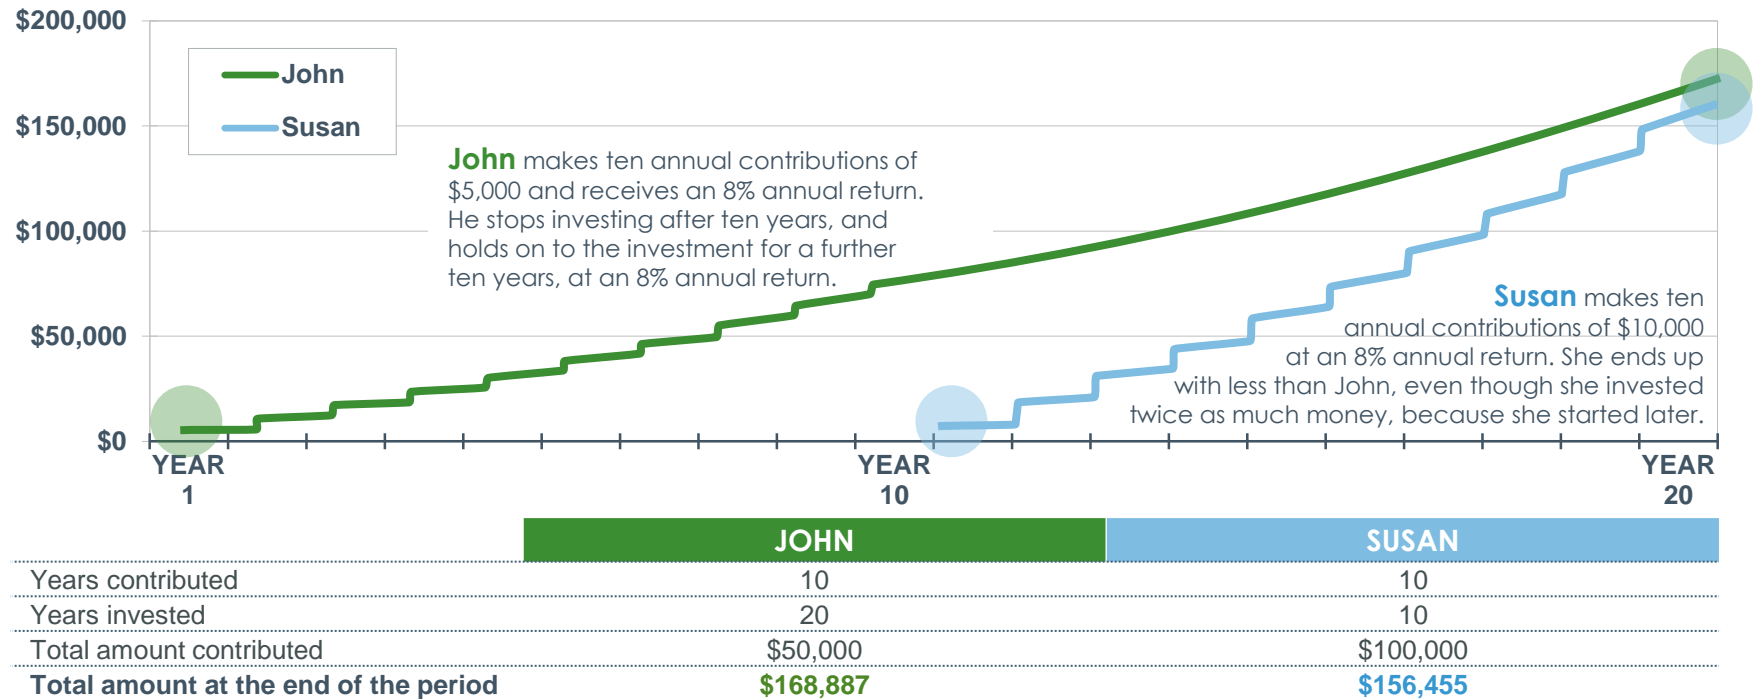 $200,000
John
Susan
$150,000
John makes ten annual contributions of
$5,000 and receives an 8% annual return.
He stops investing after ten years, and
holds on to the investment for a further
ten years, at an 8% annual return.
$100,000
Susan makes ten
annual contributions of $10,000
at an 8% annual return. She ends up
with less than John, even though she invested
twice as much money, because she started later.
$50,000
$0
YEAR
1
YEAR
10
YEAR
20
JOHN SUSAN
Years contributed 10 10
Years invested 20 10
Total amount contributed $50,000 $100,000
Total amount at the end of the period $168,887 $156,455